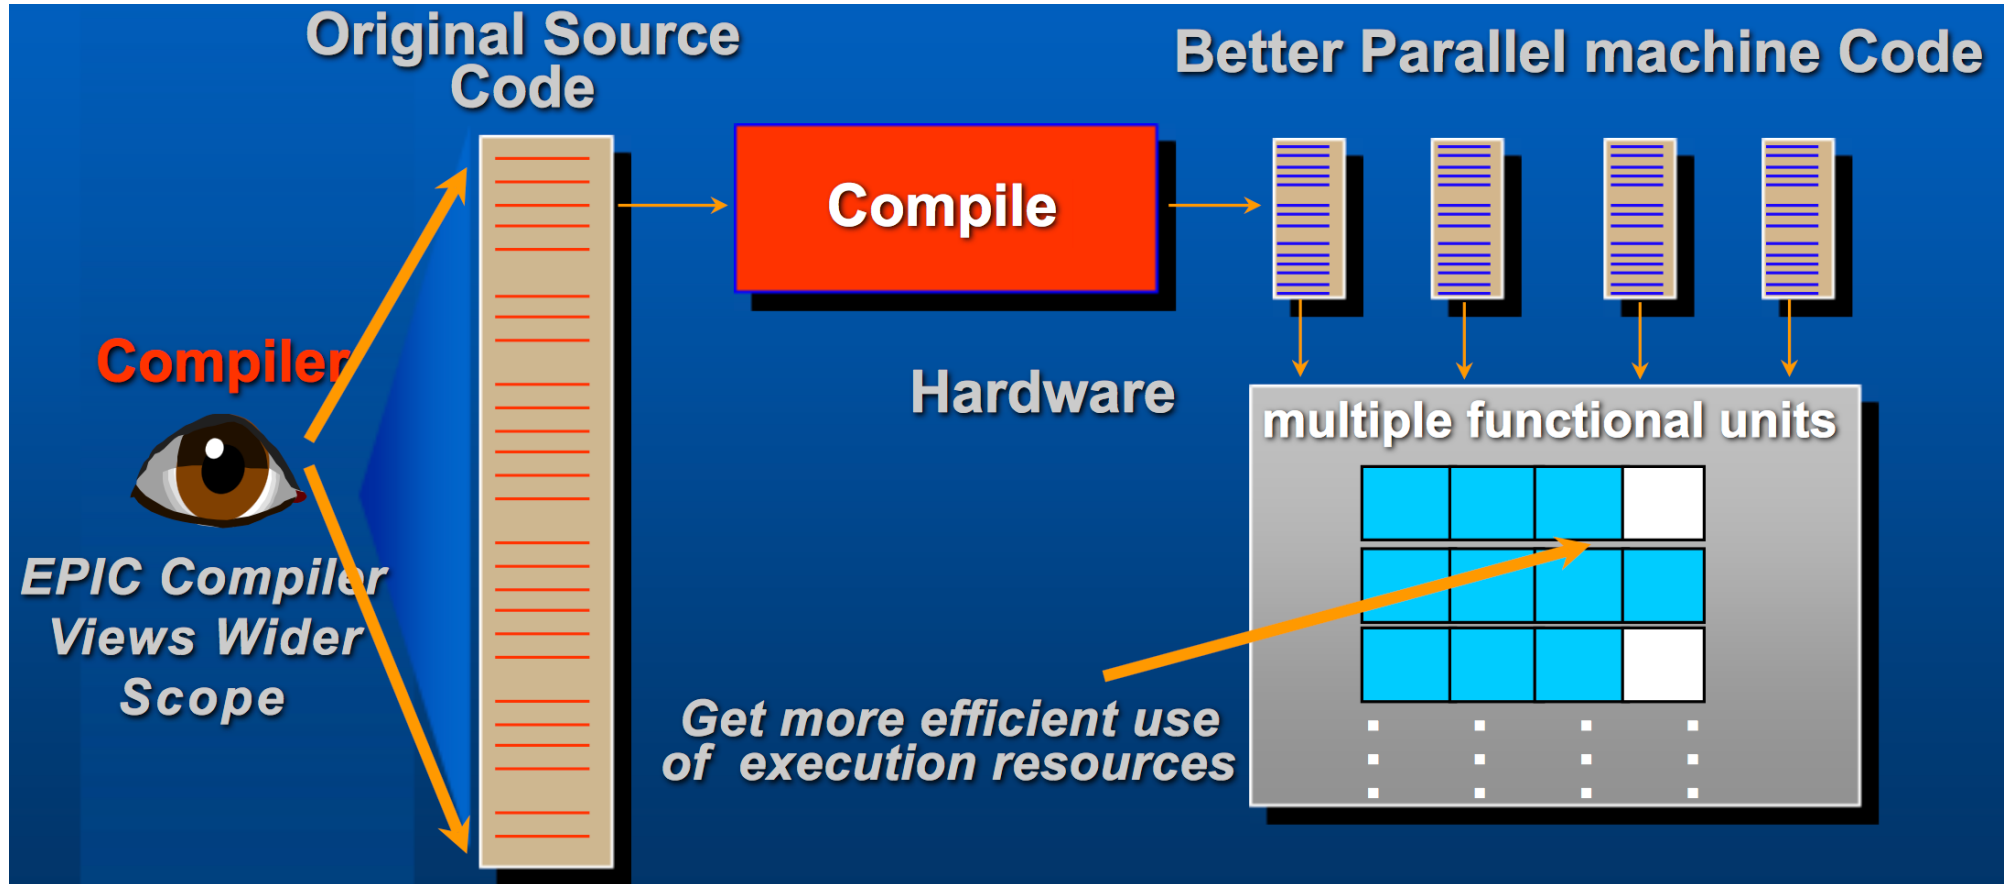 Original Source
Code
Better Parallel machine Code
Compile
Compiler
Hardware
multiple functional units
EPIC Compiler
Views Wider
Scope
Get more efficient use
of execution resources